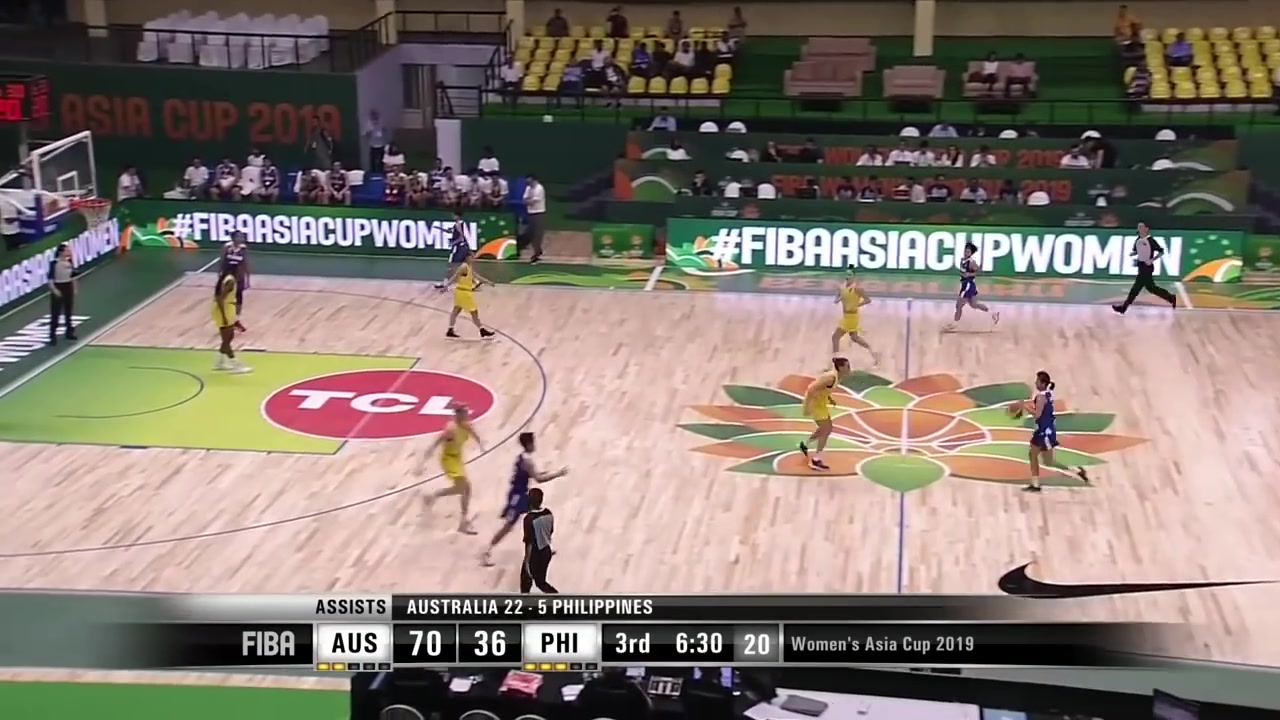 ASIA CUP 2019
#FIBAASIACUPWOMEN
#FIBAASIACUPWOMEN
TCL
ASSISTS AUSTRALIA 22 - 5 PHILIPPINES
FIBA AUS 70 36 PHI 3rd 6:30 20 Women's Asia Cup 2019